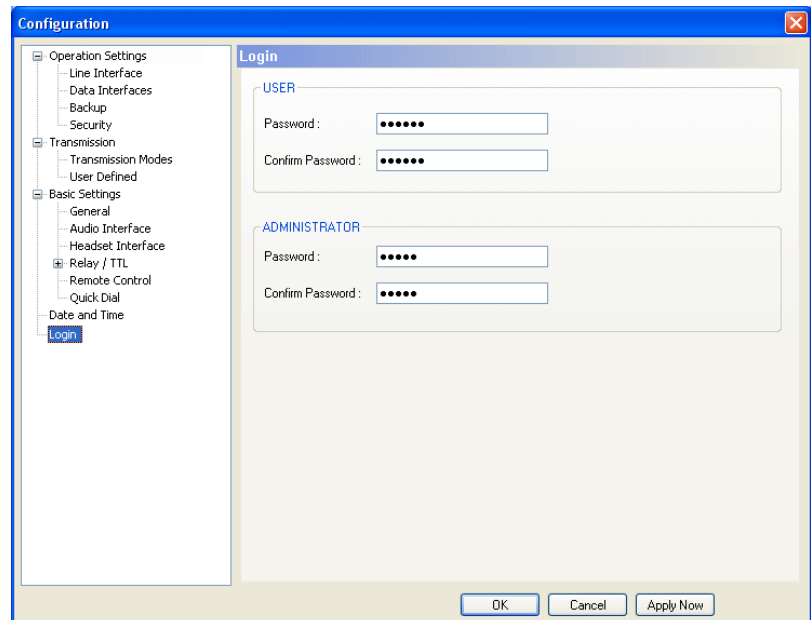 Configuration
Operation Settings
Line Interface
Data Interfaces
Backup
Security
Transmission
Transmission Modes
User Defined
Basic Settings
General
Audio Interface
Headset Interface
Relay / TTL
Remote Control
Quick Dial
Date and Time
Login
Login
USER
Password :
••••••
Confirm Password :
••••••
ADMINISTRATOR
Password :
•••••
Confirm Password :
•••••
OK
Cancel
Apply Now